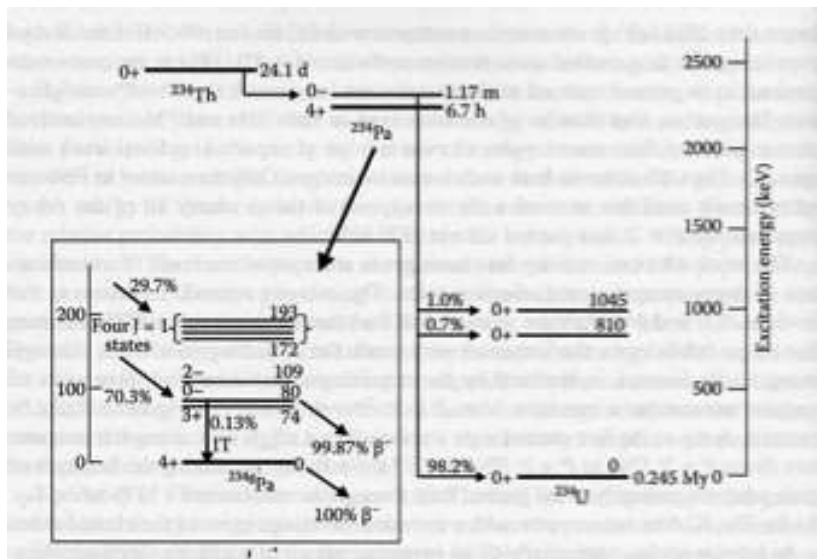 0+ 24.1 d
²³⁴Th
0− 1.17 m
4+ 6.7 h
²³⁴Pa
2500
2000
1500
1000
500
Excitation energy (keV)
29.7%
200
Four J = 1
states
193
172
100
2− 109
0− 80
3+ 74
70.3%
0.13%
IT
99.87% β⁻
0 4+ 0
²³⁴Pa
100% β⁻
1.0% 0+ 1045
0.7% 0+ 810
98.2% 0+ 0
0.245 My 0
²³⁴U